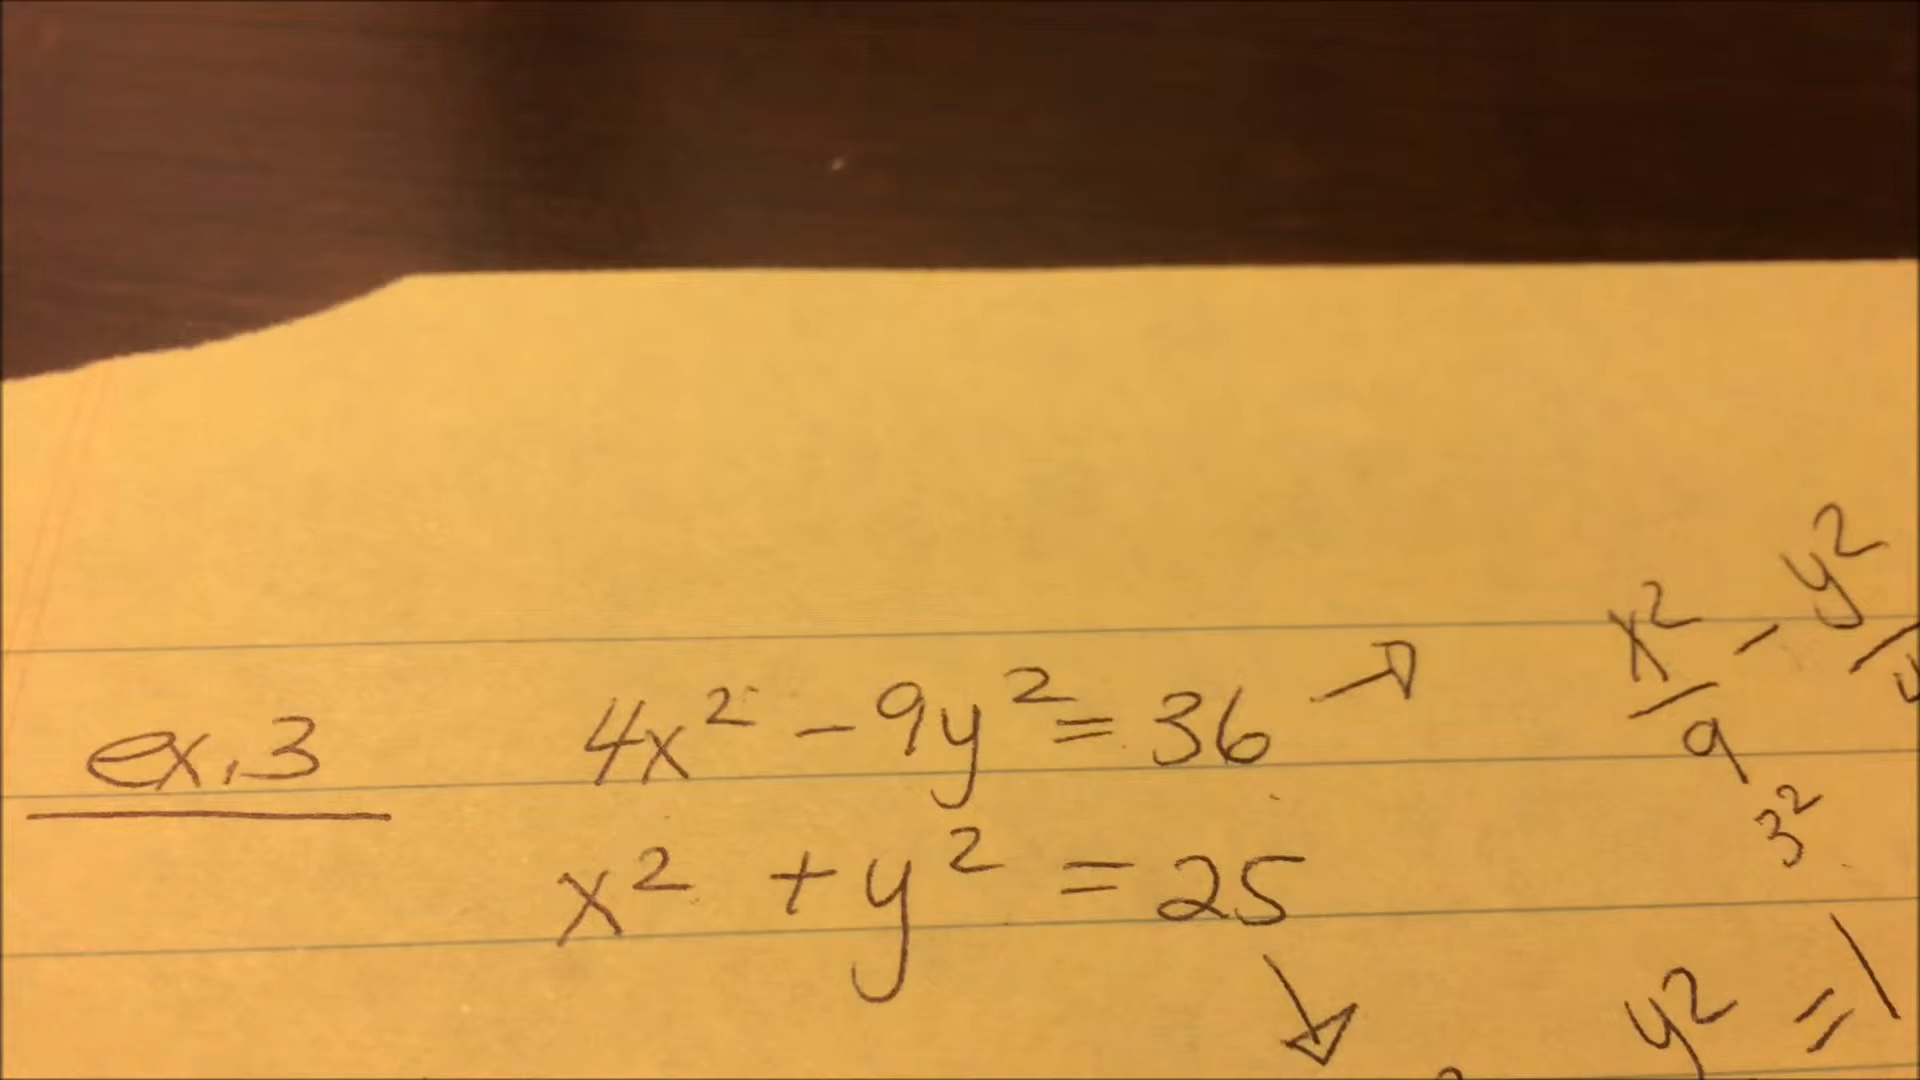 ex.3
4x² - 9y² = 36 →
x² + y² = 25
x²/9 - y²
3²
y² = 1